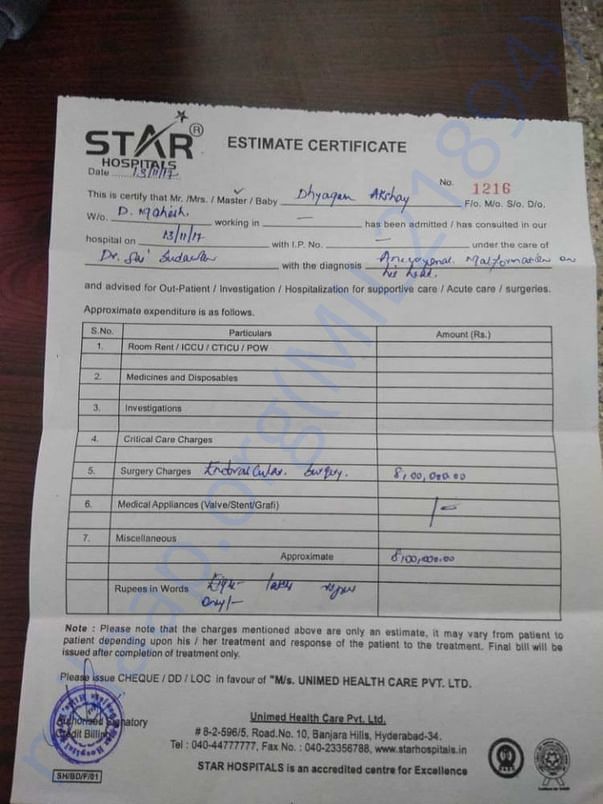 STAR®
HOSPITALS
ESTIMATE CERTIFICATE
Date 13/11/17
No. 1216
This is certify that Mr. /Mrs. / Master / Baby Dhyagam Akshay F/o. M/o. S/o. D/o.
W/o. D. Mahesh. working in — has been admitted / has consulted in our
hospital on 13/11/17 with I.P. No. — under the care of
Dr. Sai with the diagnosis Malformation on
his head.
and advised for Out-Patient / Investigation / Hospitalization for supportive care / Acute care / surgeries.
Approximate expenditure is as follows.
S.No. Particulars Amount (Rs.)
1. Room Rent / ICCU / CTICU / POW
2. Medicines and Disposables
3. Investigations
4. Critical Care Charges
5. Surgery Charges Surgery. 8,00,000.00
6. Medical Appliances (Valve/Stent/Grafi)
7. Miscellaneous
Approximate 8,00,000.00
Rupees in Words Eight lakhs rupees
only/-
Note : Please note that the charges mentioned above are only an estimate, it may vary from patient to
patient depending upon his / her treatment and response of the patient to the treatment. Final bill will be
issued after completion of treatment only.
Please issue CHEQUE / DD / LOC in favour of "M/s. UNIMED HEALTH CARE PVT. LTD.
Authorised Signatory
Credit Billing
Unimed Health Care Pvt. Ltd.
# 8-2-596/5, Road.No. 10, Banjara Hills, Hyderabad-34.
Tel : 040-44777777, Fax No. : 040-23356788, www.starhospitals.in
STAR HOSPITALS is an accredited centre for Excellence
SH/BD/F/01